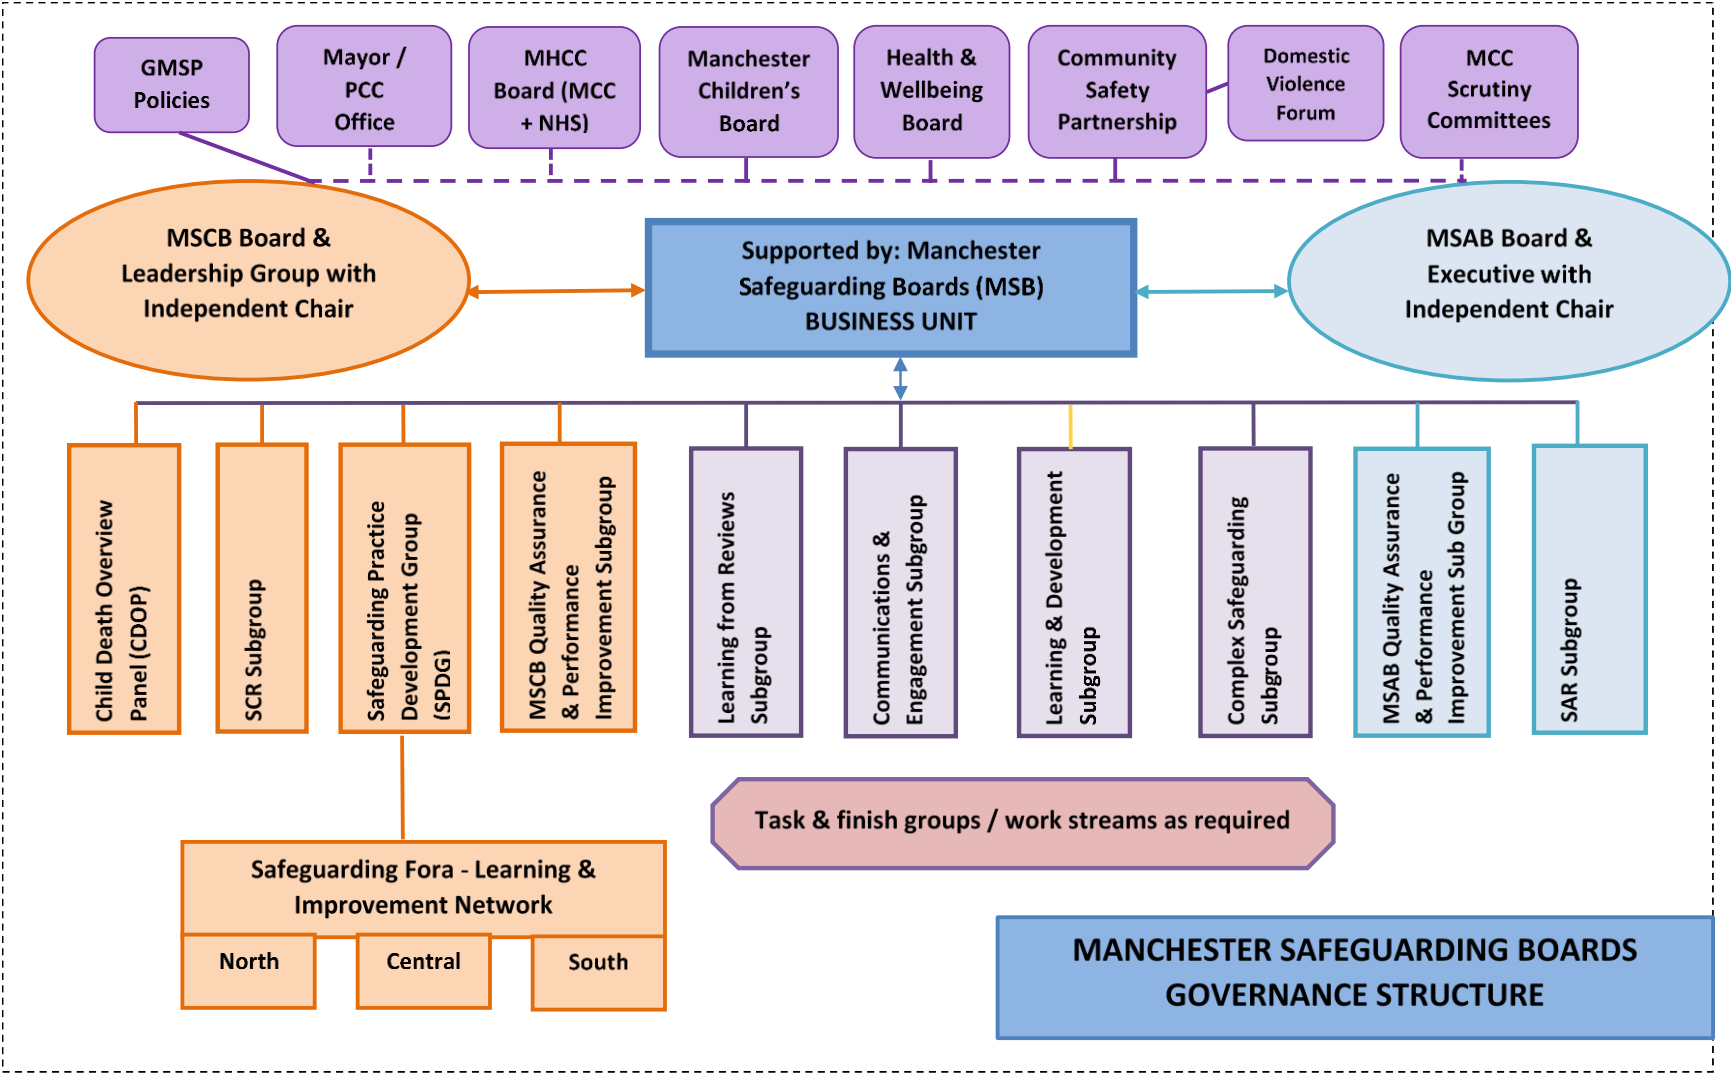 GMSP
Policies
Mayor /
PCC
Office
MHCC
Board (MCC
+ NHS)
Manchester
Children’s
Board
Health &
Wellbeing
Board
Community
Safety
Partnership
Domestic
Violence
Forum
MCC
Scrutiny
Committees
MSCB Board &
Leadership Group with
Independent Chair
Supported by: Manchester
Safeguarding Boards (MSB)
BUSINESS UNIT
MSAB Board &
Executive with
Independent Chair
Child Death Overview
Panel (CDOP)
SCR Subgroup
Safeguarding Practice
Development Group
(SPDG)
MSCB Quality Assurance
& Performance
Improvement Subgroup
Learning from Reviews
Subgroup
Communications &
Engagement Subgroup
Learning & Development
Subgroup
Complex Safeguarding
Subgroup
MSAB Quality Assurance
& Performance
Improvement Sub Group
SAR Subgroup
Task & finish groups / work streams as required
Safeguarding Fora - Learning &
Improvement Network
North
Central
South
MANCHESTER SAFEGUARDING BOARDS
GOVERNANCE STRUCTURE